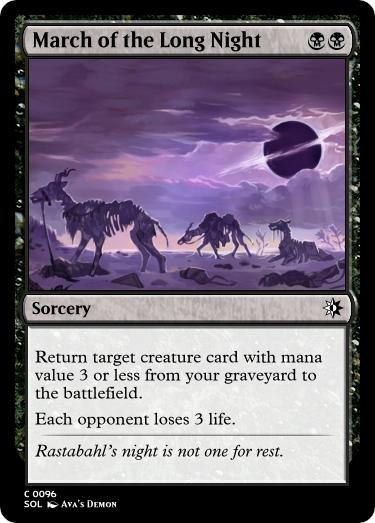 March of the Long Night
Sorcery
Return target creature card with mana
value 3 or less from your graveyard to
the battlefield.
Each opponent loses 3 life.
Rastabahl's night is not one for rest.
C 0096
SOL Ava's Demon